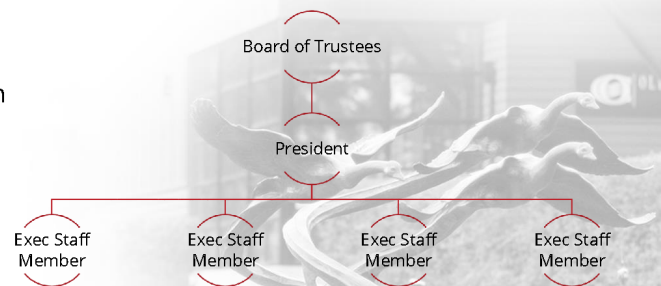 Board of Trustees
President
Exec Staff
Member
Exec Staff
Member
Exec Staff
Member
Exec Staff
Member